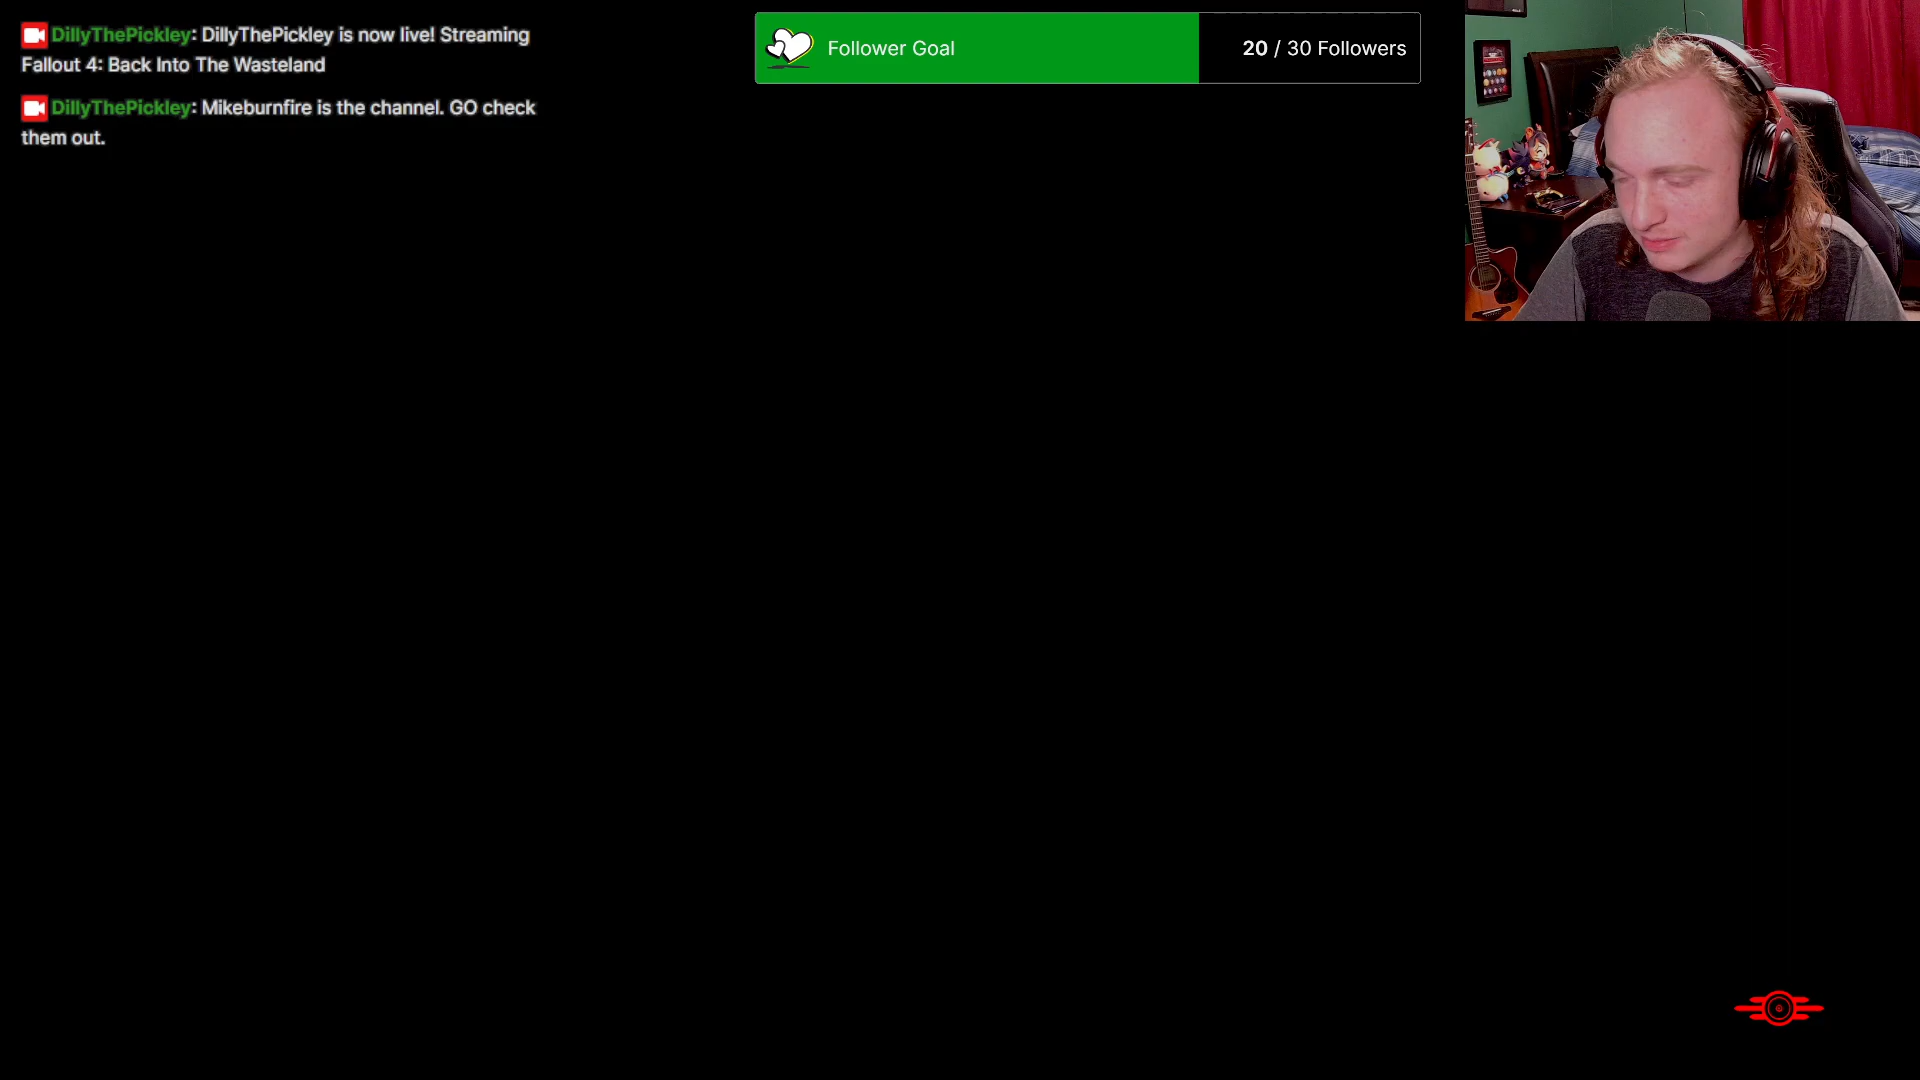 DillyThePickley: DillyThePickley is now live! Streaming
Fallout 4: Back Into The Wasteland
DillyThePickley: Mikeburnfire is the channel. GO check
them out.
Follower Goal
20 / 30 Followers